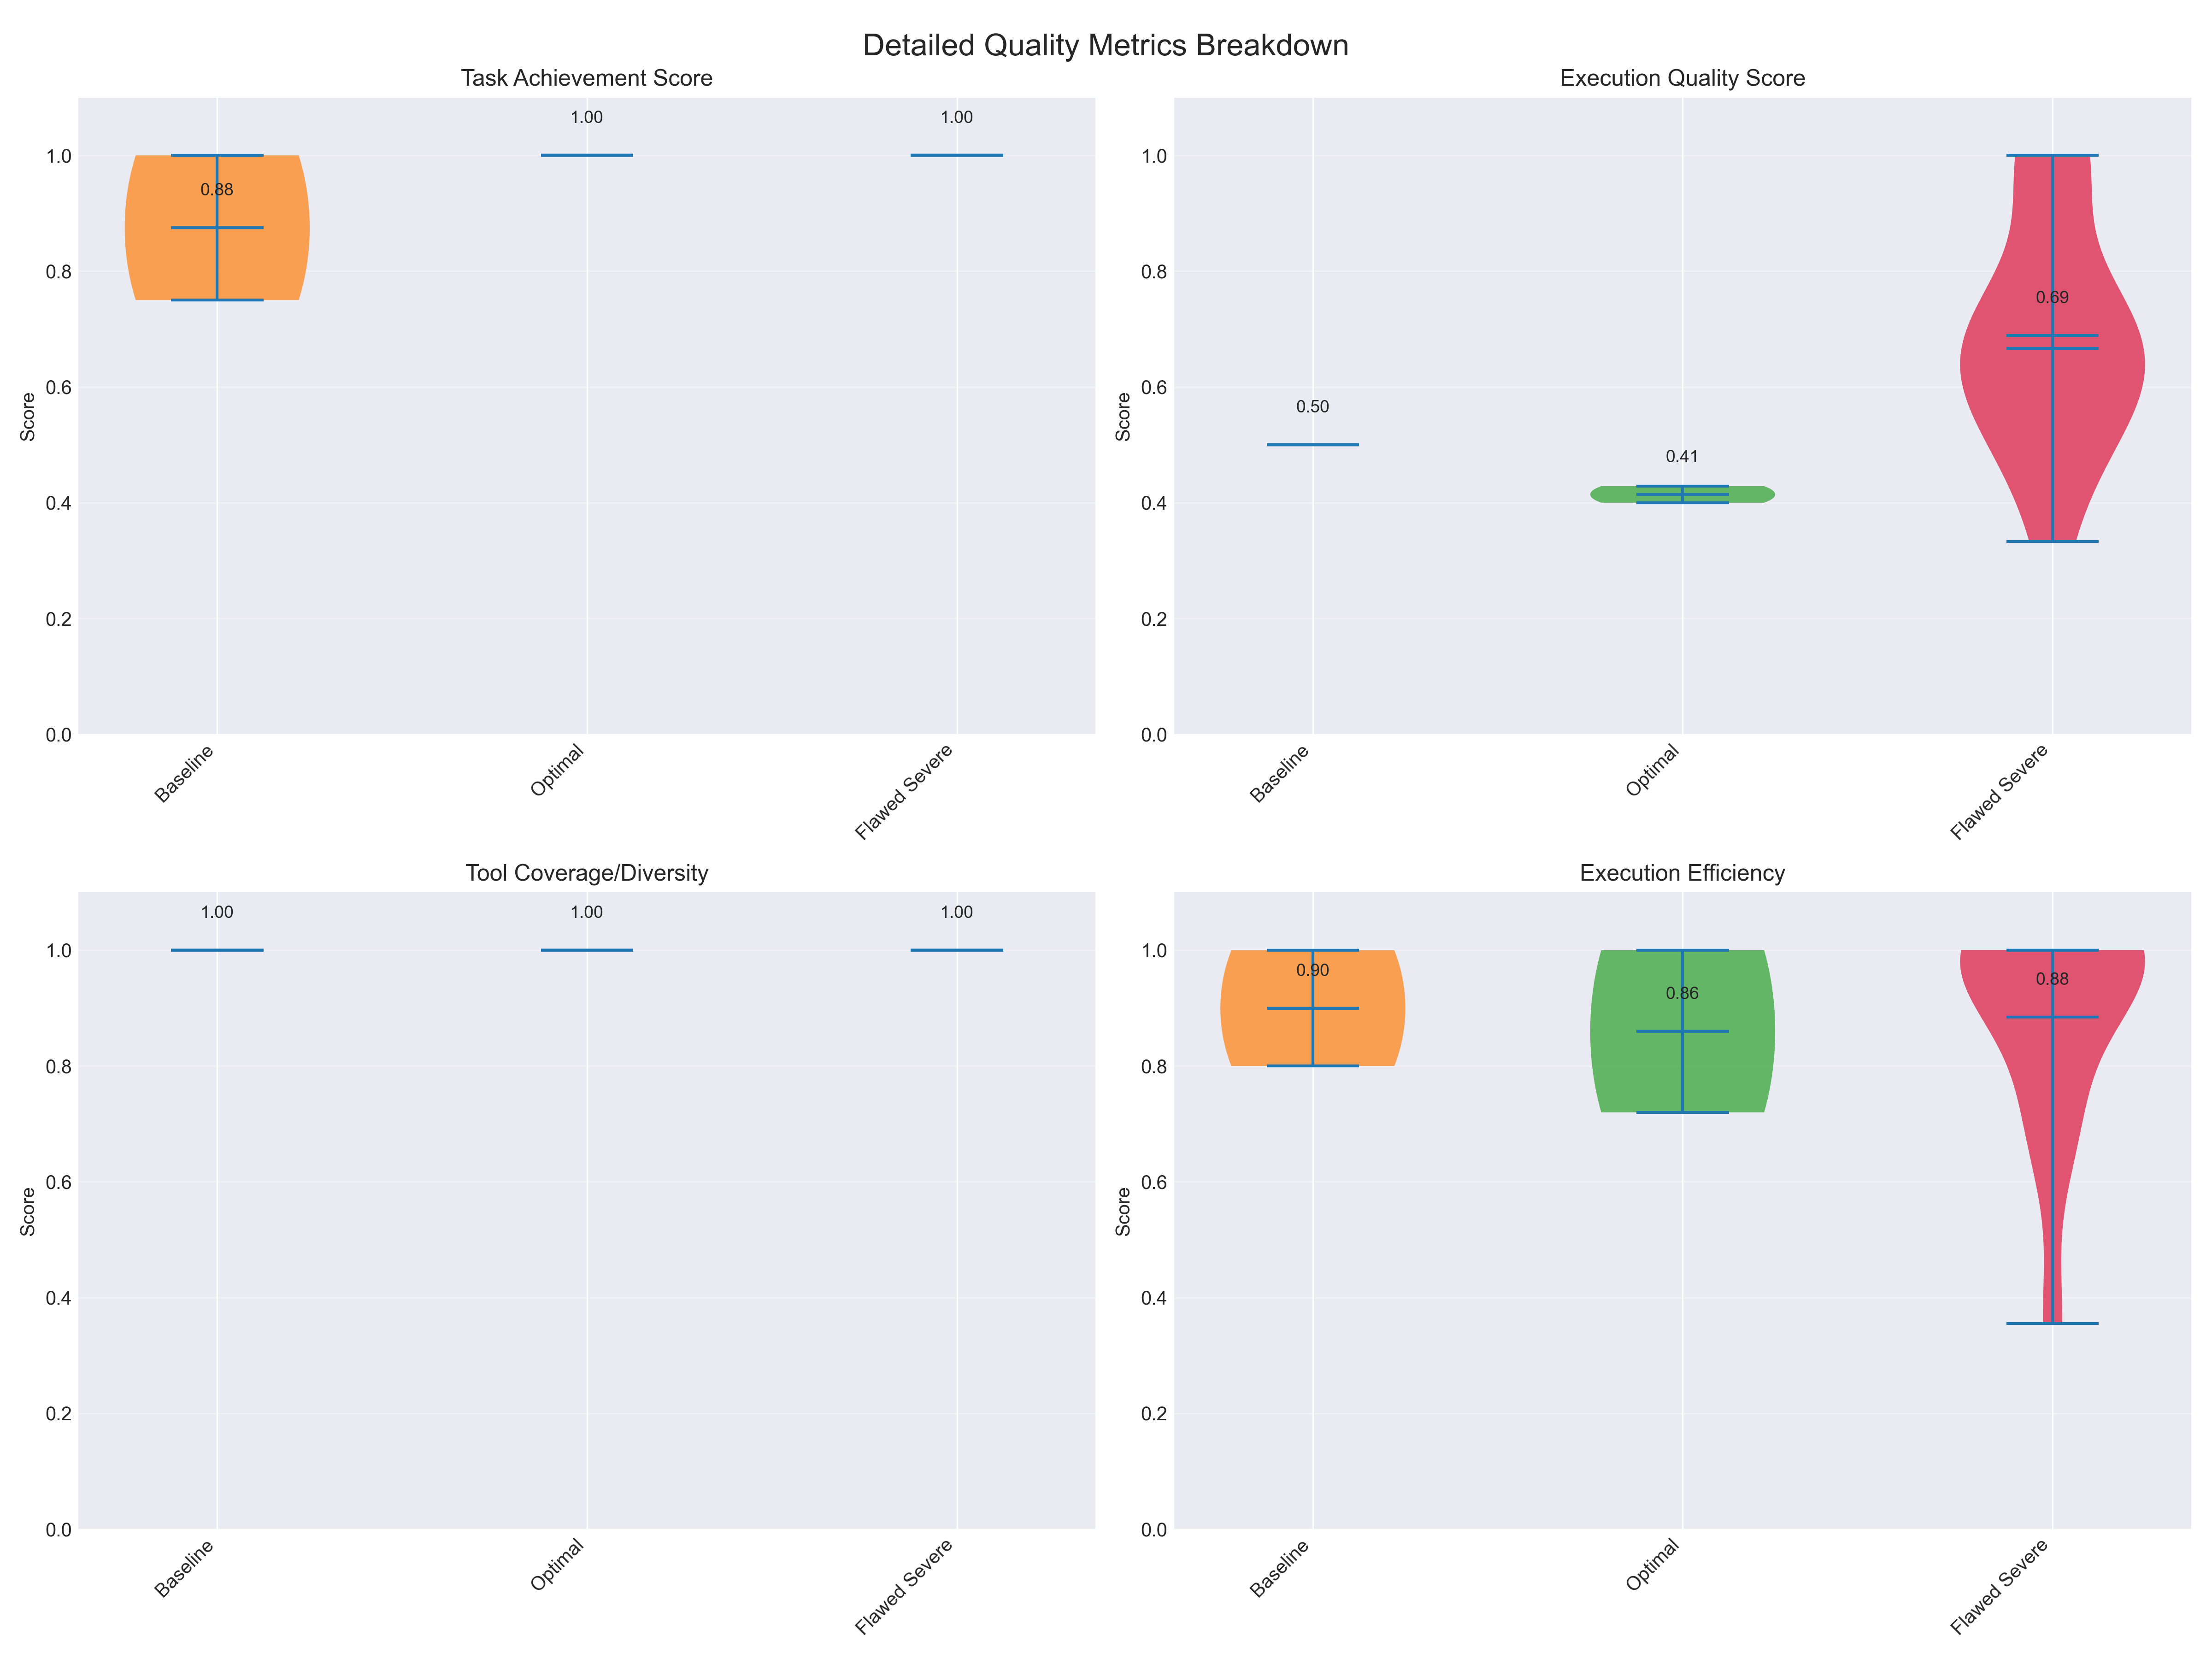 Detailed Quality Metrics Breakdown
Task Achievement Score
1.00
1.00
0.88
1.0
0.8
0.6
0.4
0.2
0.0
Score
Baseline
Optimal
Flawed Severe
Execution Quality Score
0.69
0.50
0.41
1.0
0.8
0.6
0.4
0.2
0.0
Score
Baseline
Optimal
Flawed Severe
Tool Coverage/Diversity
1.00
1.00
1.00
1.0
0.8
0.6
0.4
0.2
0.0
Score
Baseline
Optimal
Flawed Severe
Execution Efficiency
0.90
0.86
0.88
1.0
0.8
0.6
0.4
0.2
0.0
Score
Baseline
Optimal
Flawed Severe